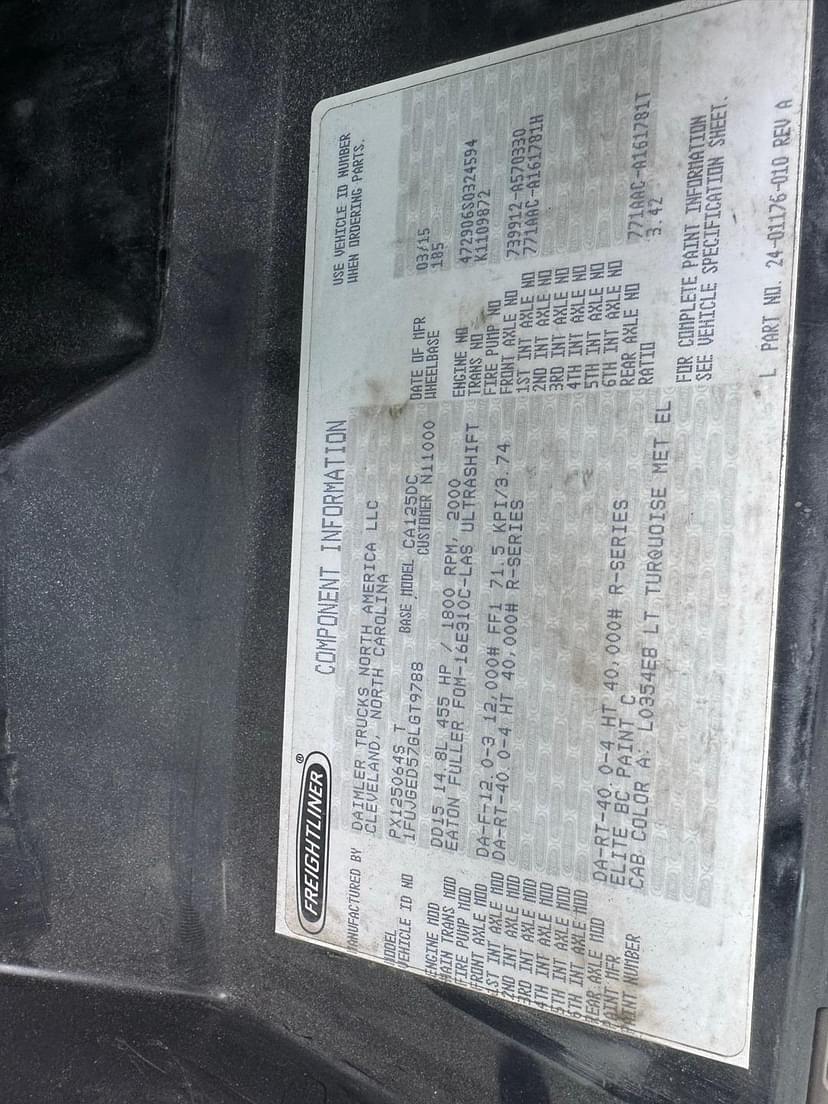 FREIGHTLINER®
COMPONENT INFORMATION
USE VEHICLE ID NUMBER
WHEN ORDERING PARTS.
MANUFACTURED BY DAIMLER TRUCKS NORTH AMERICA LLC
CLEVELAND, NORTH CAROLINA
MODEL PX125064S T BASE MODEL CA125DC DATE OF MFR 03/15
VEHICLE ID NO 1FUJGED57GLGT9788 CUSTOMER N11000 WHEELBASE 185
ENGINE MOD DD15 14.8L 455 HP / 1800 RPM, 2000 ENGINE NO 472906S0324594
MAIN TRANS MOD EATON FULLER FOM-16E310C-LAS ULTRASHIFT TRANS NO K1109872
FIRE PUMP MOD FIRE PUMP NO
FRONT AXLE MOD DA-F-12.0-3 12,000# FF1 71.5 KPI/3.74 FRONT AXLE NO 739912-A570330
1ST INT AXLE MOD DA-RT-40.0-4 HT 40,000# R-SERIES 1ST INT AXLE NO 771AAC-A161781H
2ND INT AXLE MOD 2ND INT AXLE NO
3RD INT AXLE MOD 3RD INT AXLE NO
4TH INT AXLE MOD 4TH INT AXLE NO
5TH INT AXLE MOD 5TH INT AXLE NO
6TH INT AXLE MOD 6TH INT AXLE NO
REAR AXLE MOD DA-RT-40.0-4 HT 40,000# R-SERIES REAR AXLE NO 771AAC-A161781T
PAINT MFR ELITE BC PAINT C RATIO 3.42
PAINT NUMBER CAB COLOR A: L0354EB LT TURQUOISE MET EL
FOR COMPLETE PAINT INFORMATION
SEE VEHICLE SPECIFICATION SHEET.
L PART NO. 24-01176-010 REV A